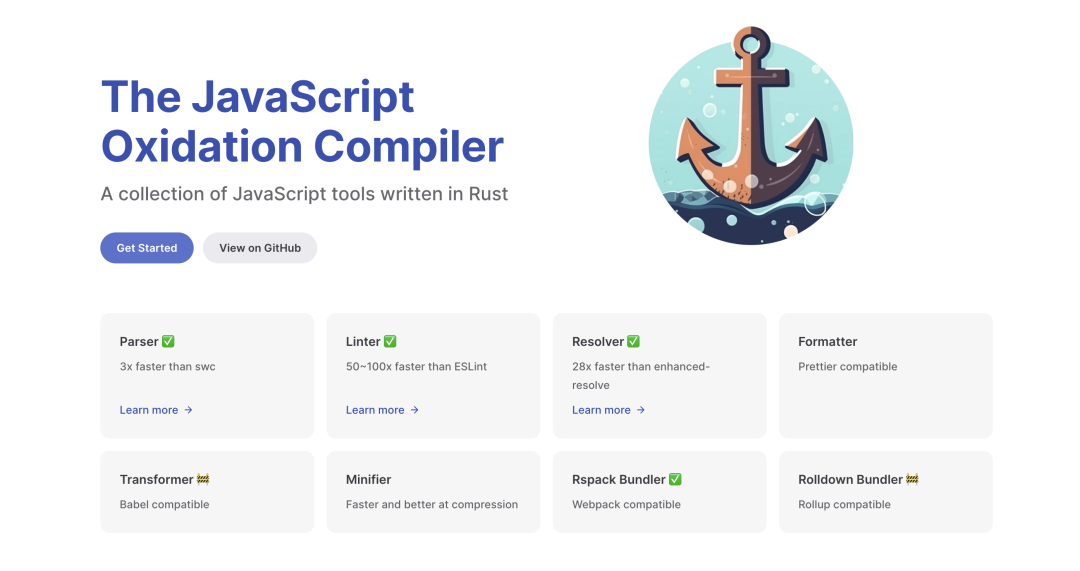 The JavaScript
Oxidation Compiler
A collection of JavaScript tools written in Rust
Get Started
View on GitHub
Parser ✅
3x faster than swc
Learn more →
Linter ✅
50~100x faster than ESLint
Learn more →
Resolver ✅
28x faster than enhanced-
resolve
Learn more →
Formatter
Prettier compatible
Transformer 🚧
Babel compatible
Minifier
Faster and better at compression
Rspack Bundler ✅
Webpack compatible
Rolldown Bundler 🚧
Rollup compatible